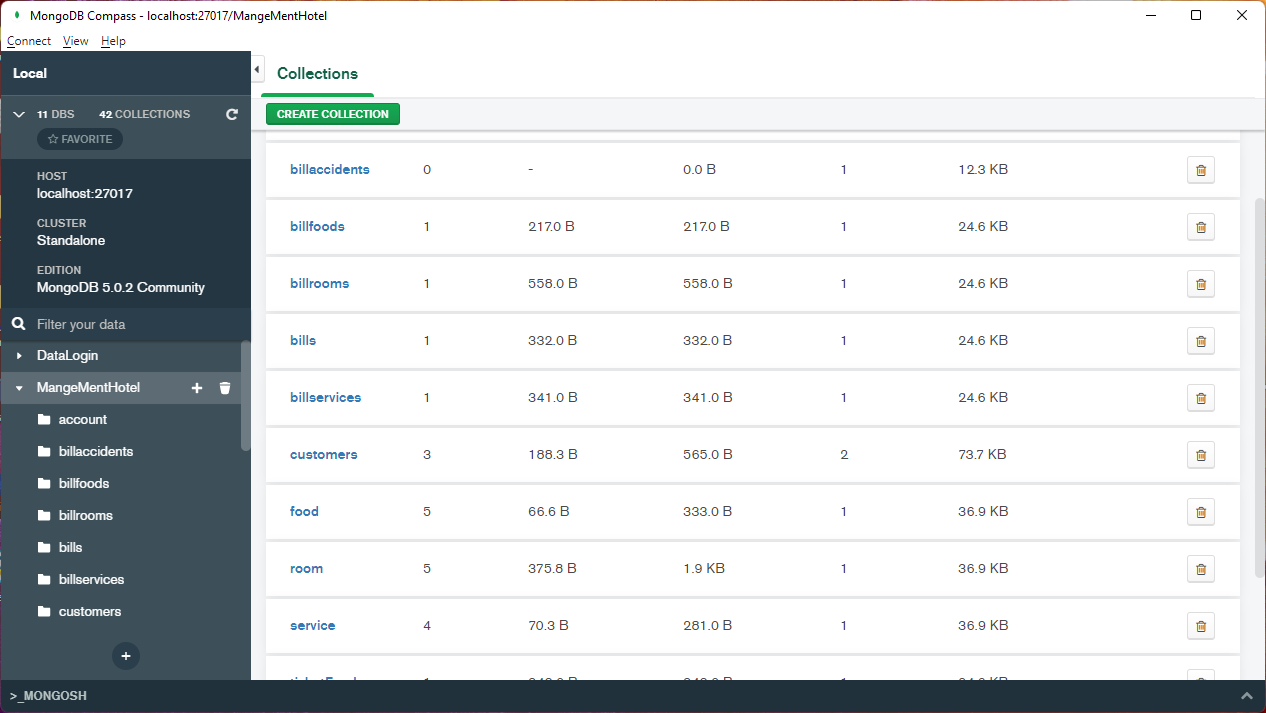 MongoDB Compass - localhost:27017/MangeMentHotel
Connect View Help
Local
11 DBS 42 COLLECTIONS
FAVORITE
HOST
localhost:27017
CLUSTER
Standalone
EDITION
MongoDB 5.0.2 Community
Filter your data
DataLogin
MangeMentHotel
account
billaccidents
billfoods
billrooms
bills
billservices
customers
Collections
CREATE COLLECTION
billaccidents 0 - 0.0 B 1 12.3 KB
billfoods 1 217.0 B 217.0 B 1 24.6 KB
billrooms 1 558.0 B 558.0 B 1 24.6 KB
bills 1 332.0 B 332.0 B 1 24.6 KB
billservices 1 341.0 B 341.0 B 1 24.6 KB
customers 3 188.3 B 565.0 B 2 73.7 KB
food 5 66.6 B 333.0 B 1 36.9 KB
room 5 375.8 B 1.9 KB 1 36.9 KB
service 4 70.3 B 281.0 B 1 36.9 KB
>_MONGOSH